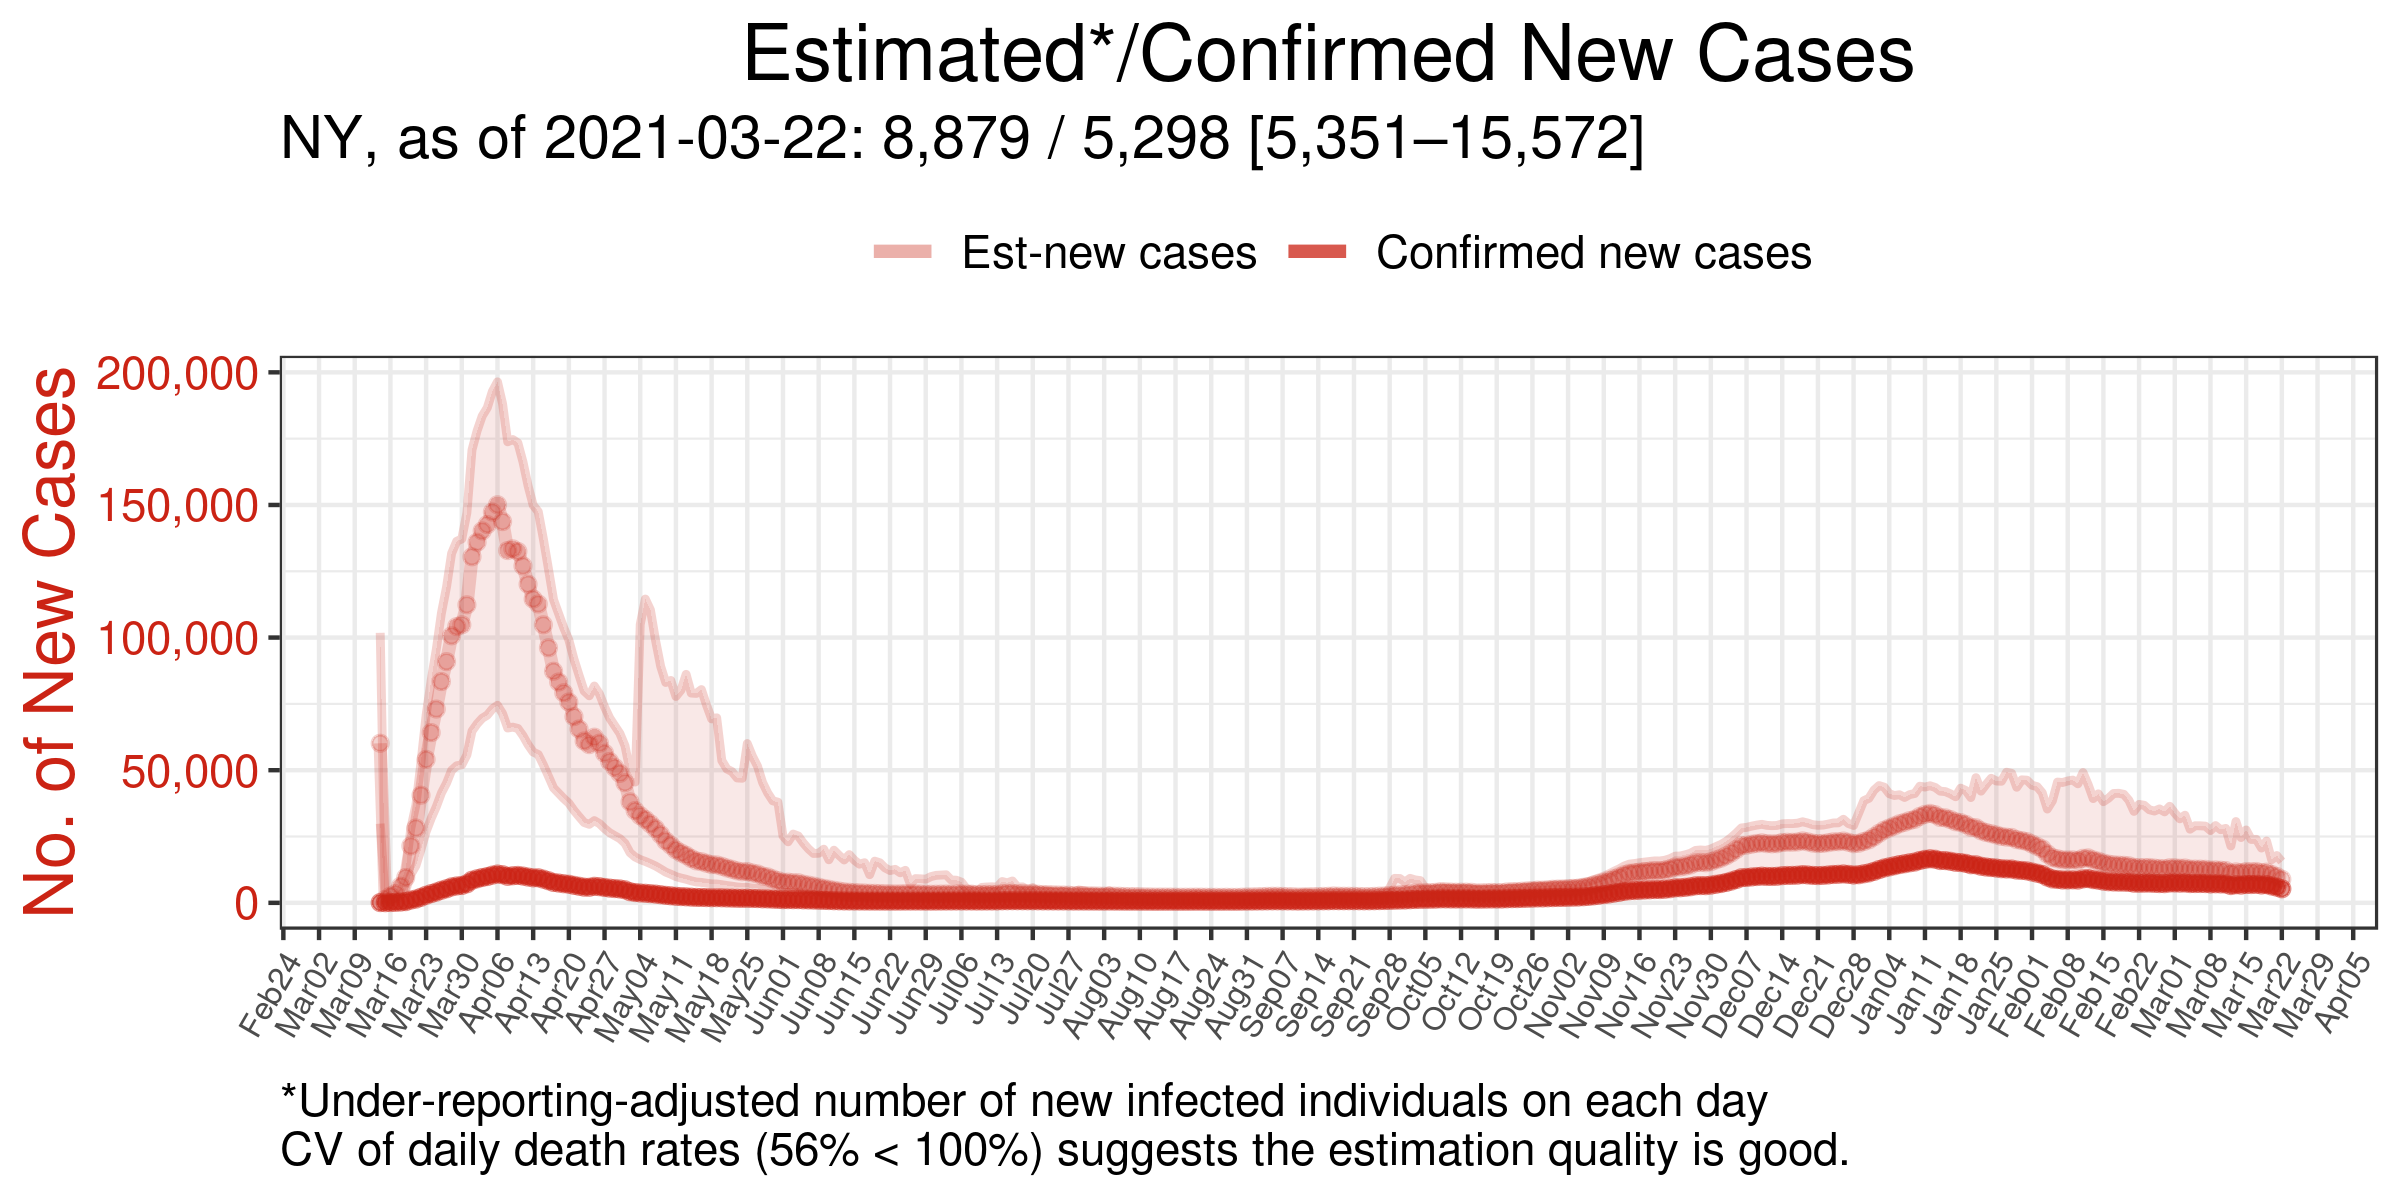 Estimated*/Confirmed New Cases
NY, as of 2021-03-22: 8,879 / 5,298 [5,351–15,572]
Est-new cases
Confirmed new cases
No. of New Cases
200,000
150,000
100,000
50,000
0
Feb24
Mar02
Mar09
Mar16
Mar23
Mar30
Apr06
Apr13
Apr20
Apr27
May04
May11
May18
May25
Jun01
Jun08
Jun15
Jun22
Jun29
Jul06
Jul13
Jul20
Jul27
Aug03
Aug10
Aug17
Aug24
Aug31
Sep07
Sep14
Sep21
Sep28
Oct05
Oct12
Oct19
Oct26
Nov02
Nov09
Nov16
Nov23
Nov30
Dec07
Dec14
Dec21
Dec28
Jan04
Jan11
Jan18
Jan25
Feb01
Feb08
Feb15
Feb22
Mar01
Mar08
Mar15
Mar22
Mar29
Apr05
*Under-reporting-adjusted number of new infected individuals on each day
CV of daily death rates (56% < 100%) suggests the estimation quality is good.